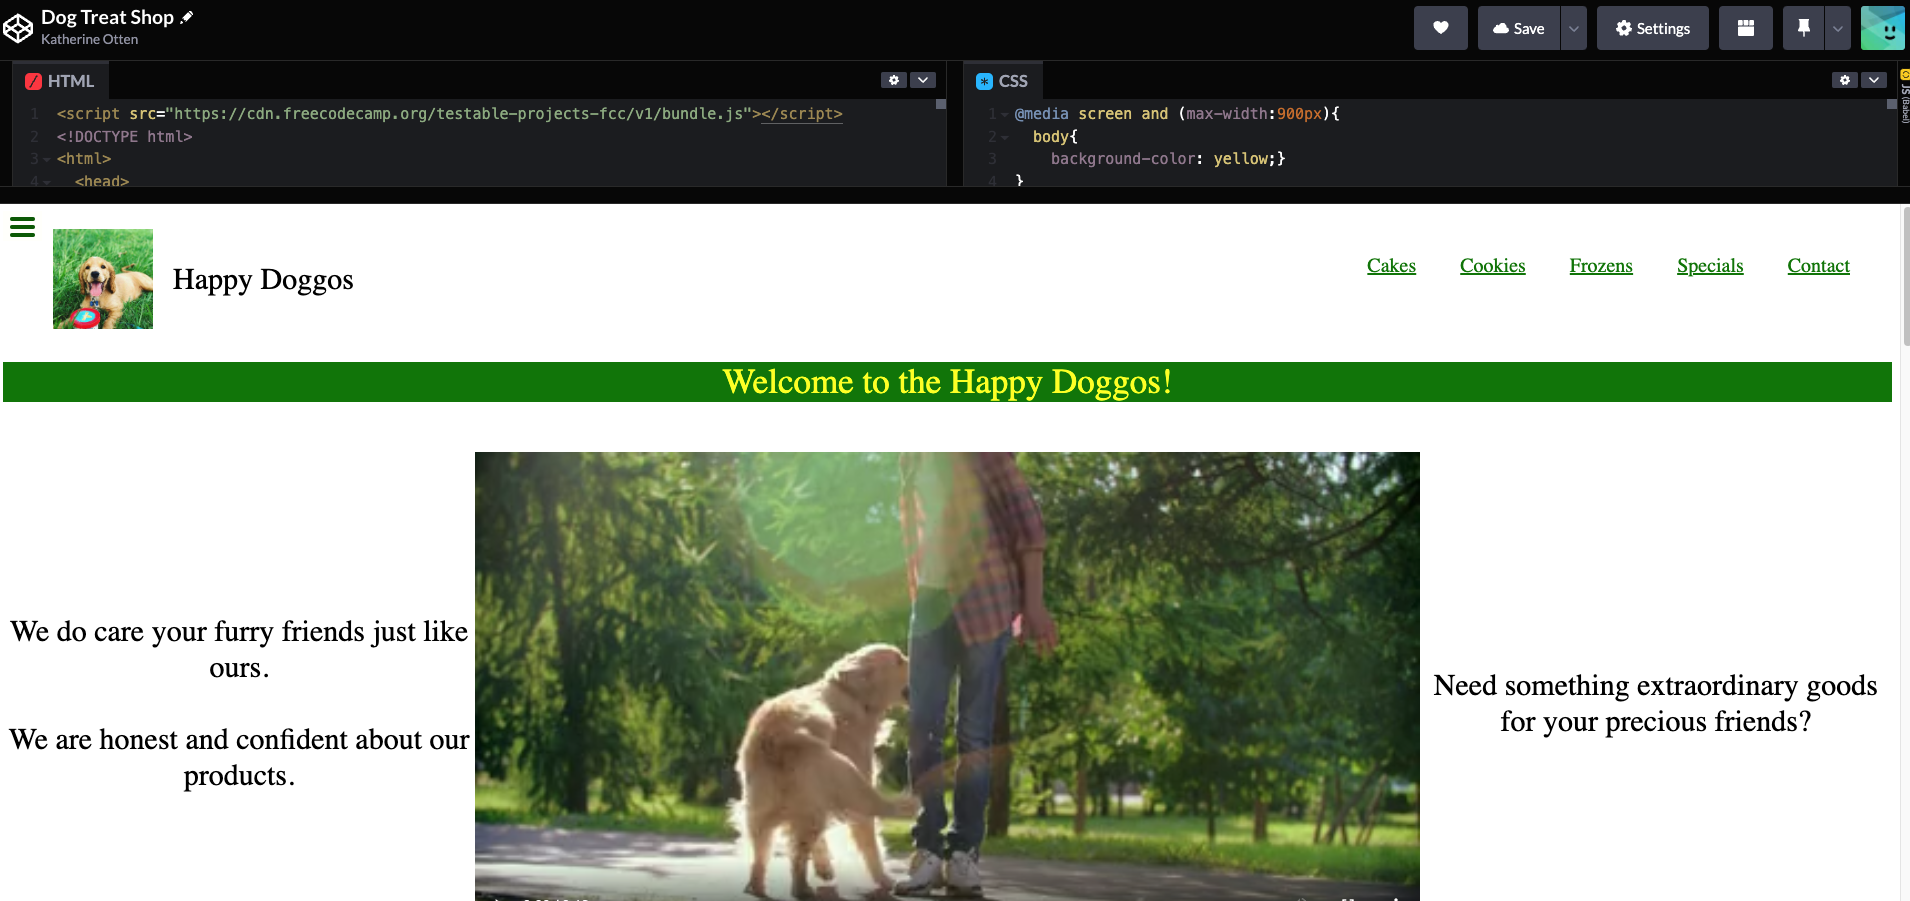 Dog Treat Shop
Katherine Otten
Save
Settings
HTML
1 <script src="https://cdn.freecodecamp.org/testable-projects-fcc/v1/bundle.js"></script>
2 <!DOCTYPE html>
3 <html>
4 <head>
CSS
1 @media screen and (max-width:900px){
2 body{
3 background-color: yellow;}
4 }
JS (Babel)
Happy Doggos
Cakes
Cookies
Frozens
Specials
Contact
Welcome to the Happy Doggos!
We do care your furry friends just like
ours.
We are honest and confident about our
products.
Need something extraordinary goods
for your precious friends?